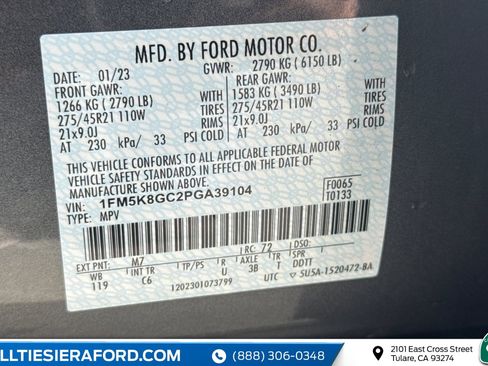 MFD. BY FORD MOTOR CO.
DATE: 01/23 GVWR: 2790 KG ( 6150 LB)
FRONT GAWR: REAR GAWR:
1266 KG ( 2790 LB) WITH 1583 KG ( 3490 LB) WITH
275/45R21 110W TIRES 275/45R21 110W TIRES
21x9.0J RIMS 21x9.0J RIMS
AT 230 kPa/ 33 PSI COLD AT 230 kPa/ 33 PSI COLD
THIS VEHICLE CONFORMS TO ALL APPLICABLE FEDERAL MOTOR
VEHICLE SAFETY STANDARDS IN EFFECT ON THE DATE OF
MANUFACTURE SHOWN ABOVE.
VIN: 1FM5K8GC2PGA39104 F0065
TYPE: MPV T0133
EXT PNT: M7 RC: 72 DSO:
WB INT TR TP/PS R AXLE TR SPR
119 C6 U 3B T DDTT
1202301073799 UTC 5U5A-1520472-BA
LLTIESIERAFORD.COM
(888) 306-0348
2101 East Cross Street
Tulare, CA 93274